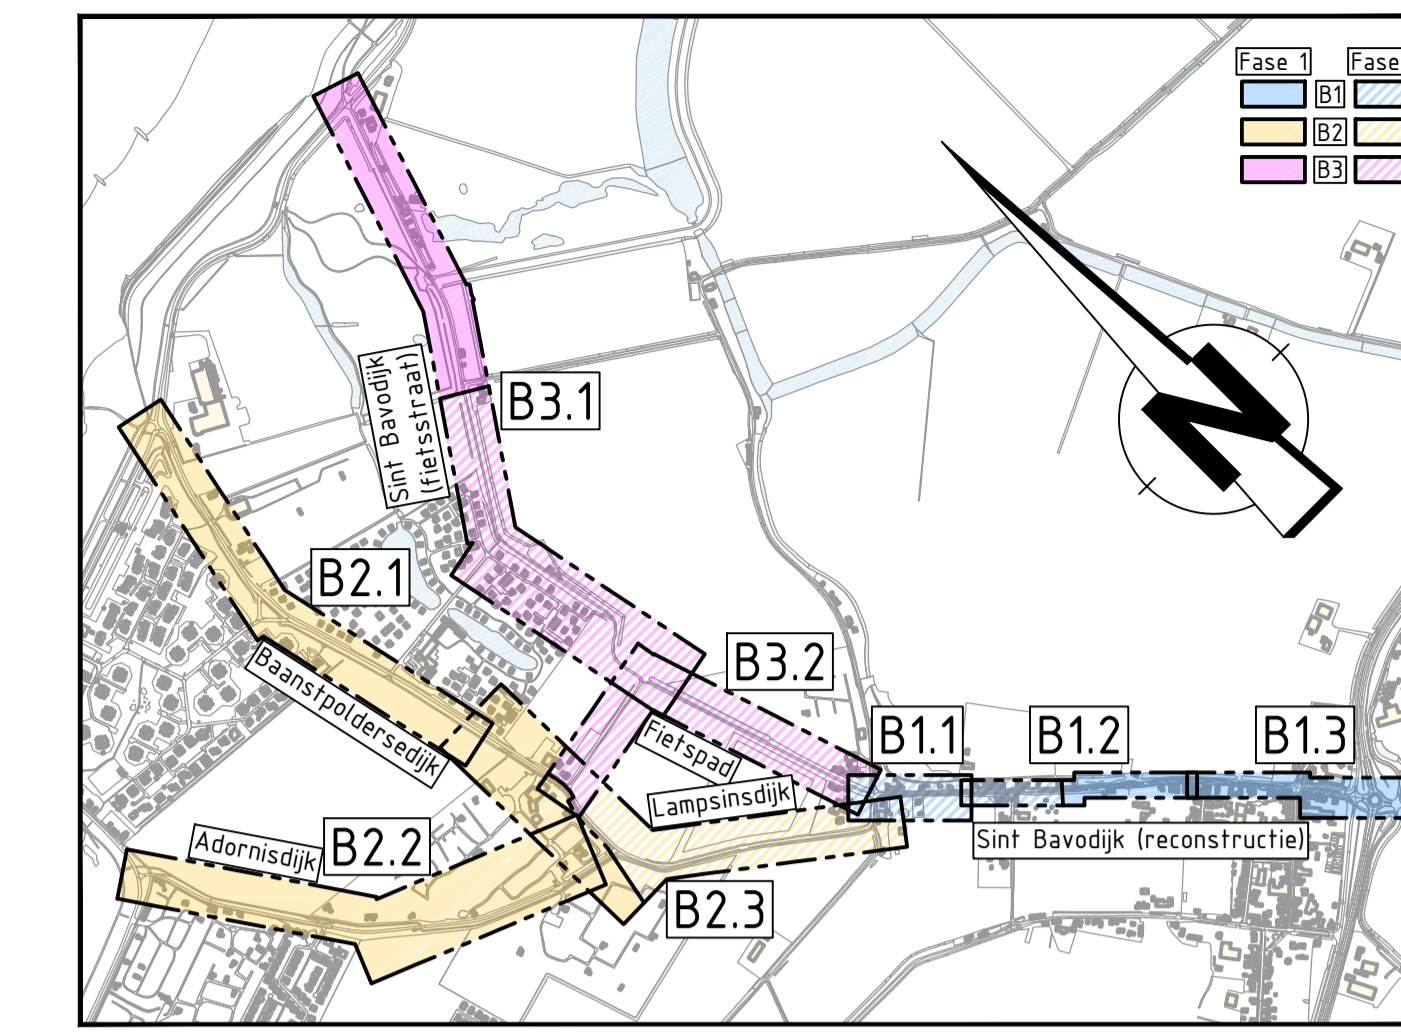 Fase 1
Fase
B1
B2
B3
Sint Bavodijk
(fietsstraat)
B3.1
B2.1
Baanstpoldersedijk
B3.2
Fietspad
Lampsinsdijk
B1.1
B1.2
B1.3
Sint Bavodijk (reconstructie)
Adornisdijk
B2.2
B2.3
N